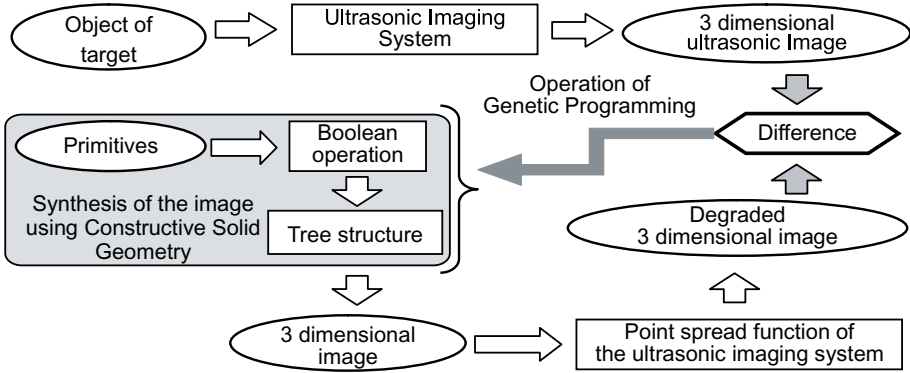 Object of
target
Ultrasonic Imaging
System
3 dimensional
ultrasonic Image
Operation of
Genetic Programming
Difference
Primitives
Boolean
operation
Synthesis of the image
using Constructive Solid
Geometry
Tree structure
Degraded
3 dimensional image
3 dimensional
image
Point spread function of
the ultrasonic imaging system